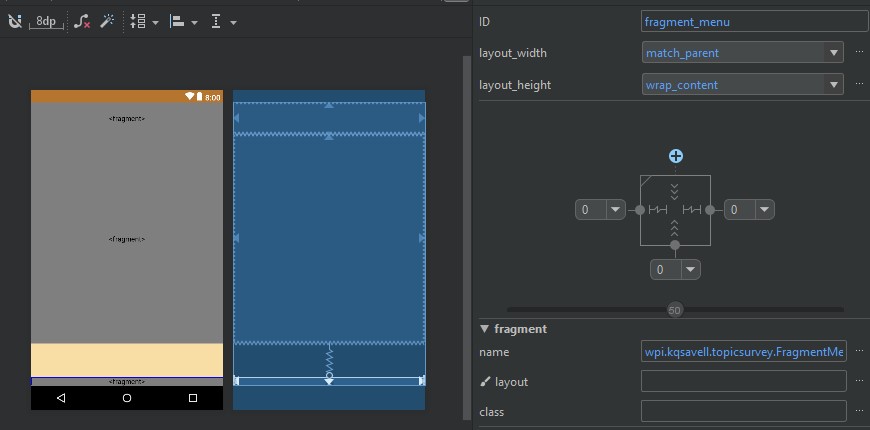 8dp
ID
fragment_menu
layout_width
match_parent
layout_height
wrap_content
8:00
<fragment>
<fragment>
<fragment>
0
0
0
50
fragment
name
wpi.kqsavell.topicsurvey.FragmentMe
layout
class